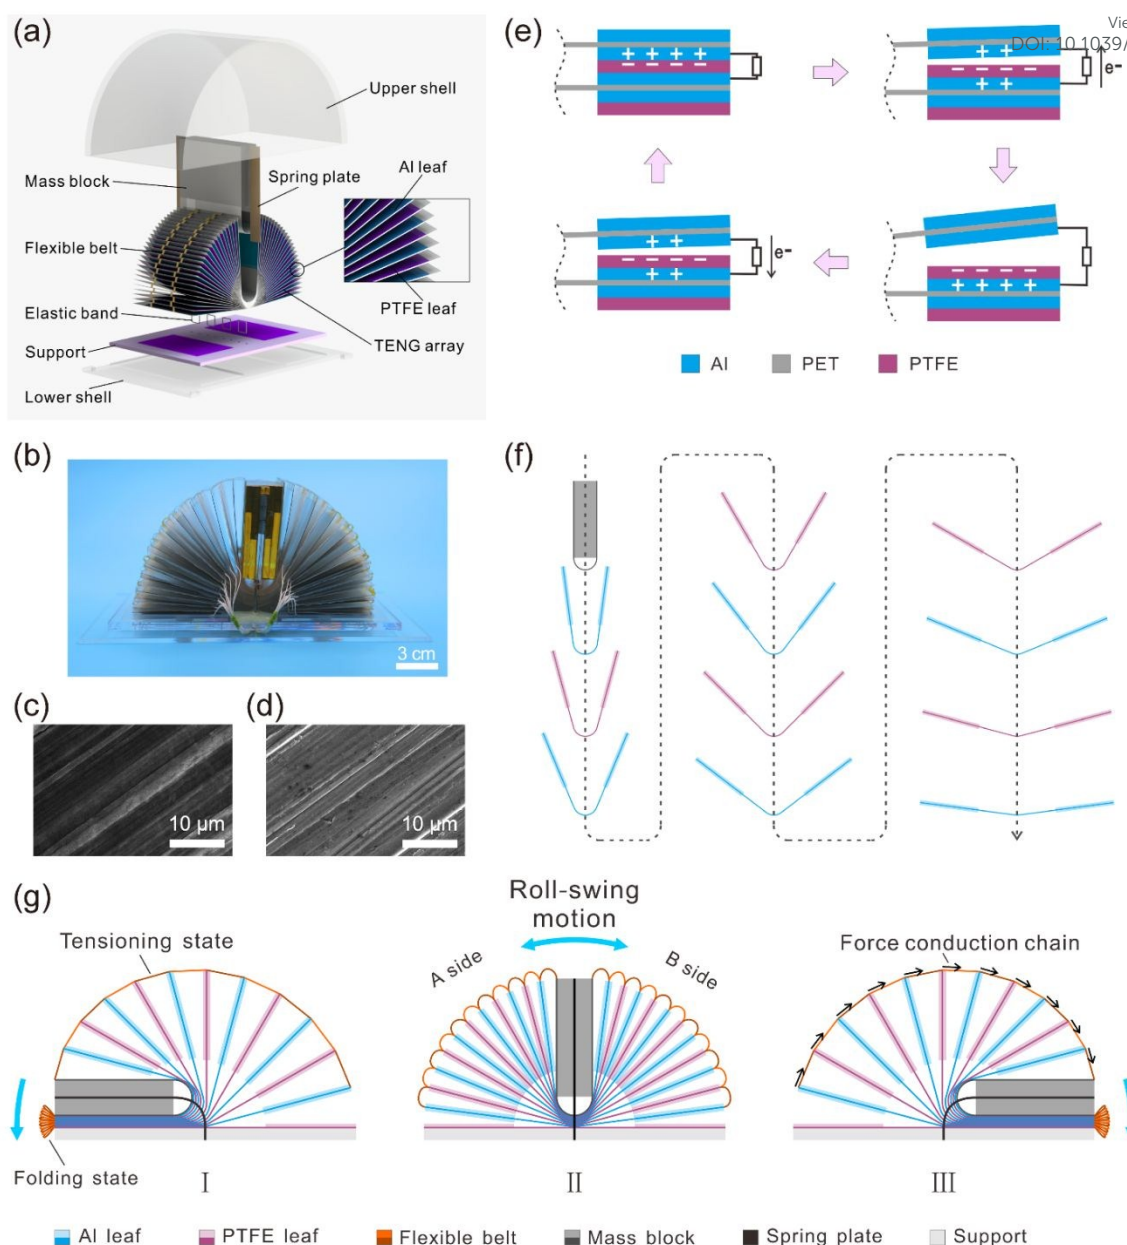 (a)
Upper shell
Mass block
Spring plate
Al leaf
Flexible belt
PTFE leaf
Elastic band
Support
TENG array
Lower shell
(e)
DOI: 10.1039/
+ + + +
− − − −
+ +
− − − −
+ +
e−
+ +
− − − −
+ +
e−
− − − −
+ + + +
Al PET PTFE
(b)
3 cm
(c)
10 μm
(d)
10 μm
(f)
(g)
Tensioning state
Folding state
I
Roll-swing
motion
A side
B side
II
Force conduction chain
III
Al leaf PTFE leaf Flexible belt Mass block Spring plate Support